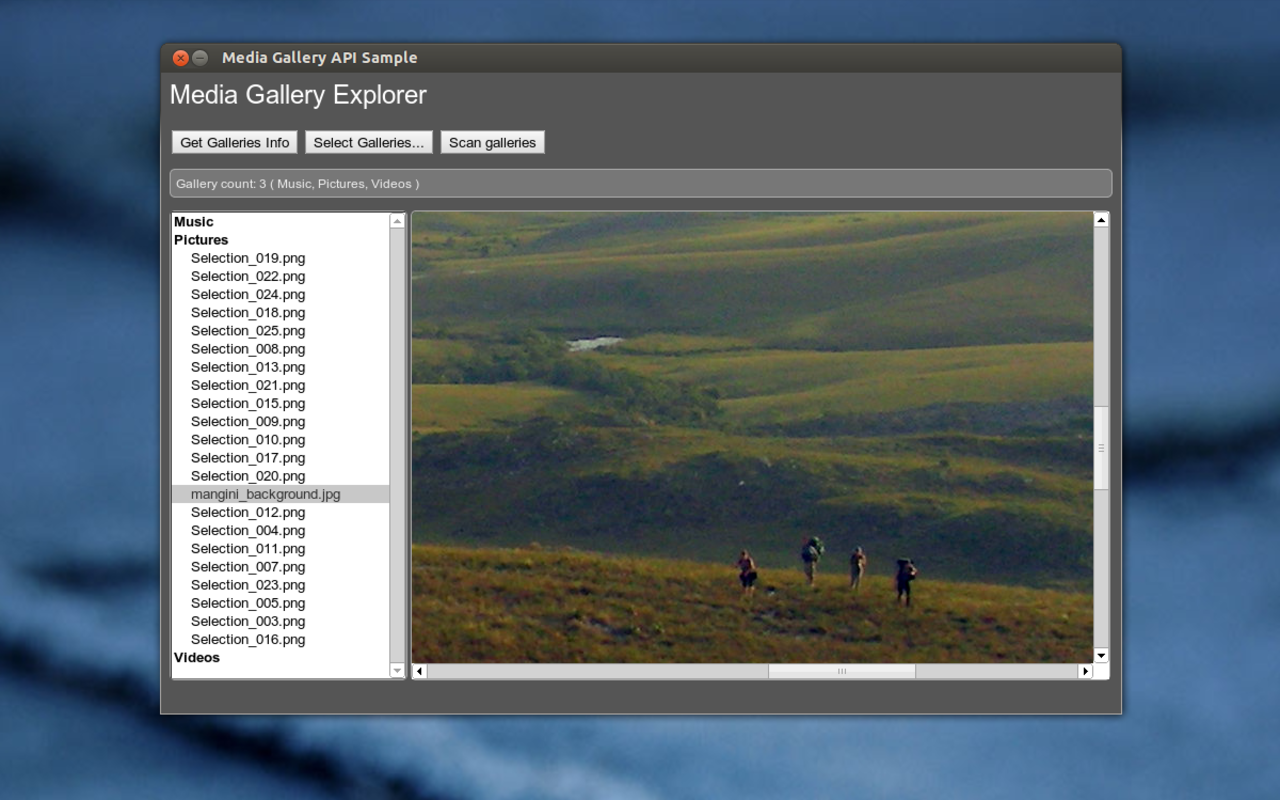 Media Gallery API Sample
Media Gallery Explorer
Get Galleries Info Select Galleries... Scan galleries
Gallery count: 3 ( Music, Pictures, Videos )
Music
Pictures
Selection_019.png
Selection_022.png
Selection_024.png
Selection_018.png
Selection_025.png
Selection_008.png
Selection_013.png
Selection_021.png
Selection_015.png
Selection_009.png
Selection_010.png
Selection_017.png
Selection_020.png
mangini_background.jpg
Selection_012.png
Selection_004.png
Selection_011.png
Selection_007.png
Selection_023.png
Selection_005.png
Selection_003.png
Selection_016.png
Videos